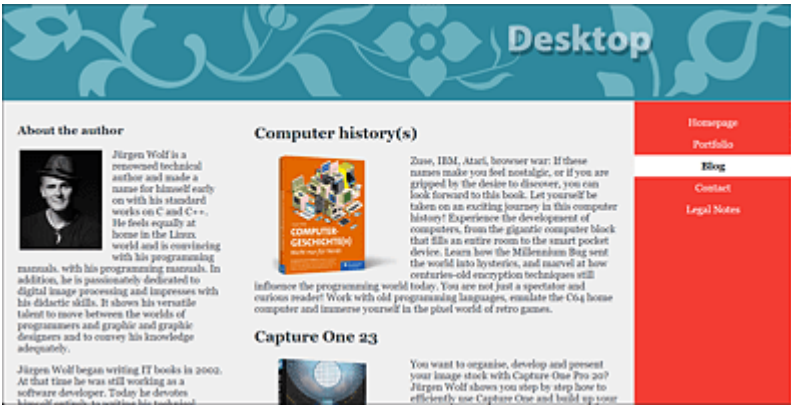 Desktop
About the author
Jürgen Wolf is a
renowned technical
author and made a
name for himself early
on with his standard
works on C and C++.
He feels equally at
home in the Linux
world and is convincing
with his programming
manuals, with his programming manuals. In
addition, he is passionately dedicated to
digital image processing and impresses with
his didactic skills. It shows his versatile
talent to move between the worlds of
programmers and graphic and graphic
designers and to convey his knowledge
adequately.
Jürgen Wolf began writing IT books in 2002.
At that time he was still working as a
software developer. Today he devotes
himself entirely to writing his technical
Computer history(s)
COMPUTER-
GESCHICHTE(N)
Nicht nur für Nerds
Zuse, IBM, Atari, browser war: If these
names make you feel nostalgic, or if you are
gripped by the desire to discover, you can
look forward to this book. Let yourself be
taken on an exciting journey in this computer
history! Experience the development of
computers, from the gigantic computer block
that fills an entire room to the smart pocket
device. Learn how the Millennium Bug sent
the world into hysterics, and marvel at how
centuries-old encryption techniques still
influence the programming world today. You are not just a spectator and
curious reader! Work with old programming languages, emulate the C64 home
computer and immerse yourself in the pixel world of retro games.
Capture One 23
You want to organise, develop and present
your image stock with Capture One Pro 20?
Jürgen Wolf shows you step by step how to
efficiently use Capture One and build up your
Homepage
Portfolio
Blog
Contact
Legal Notes